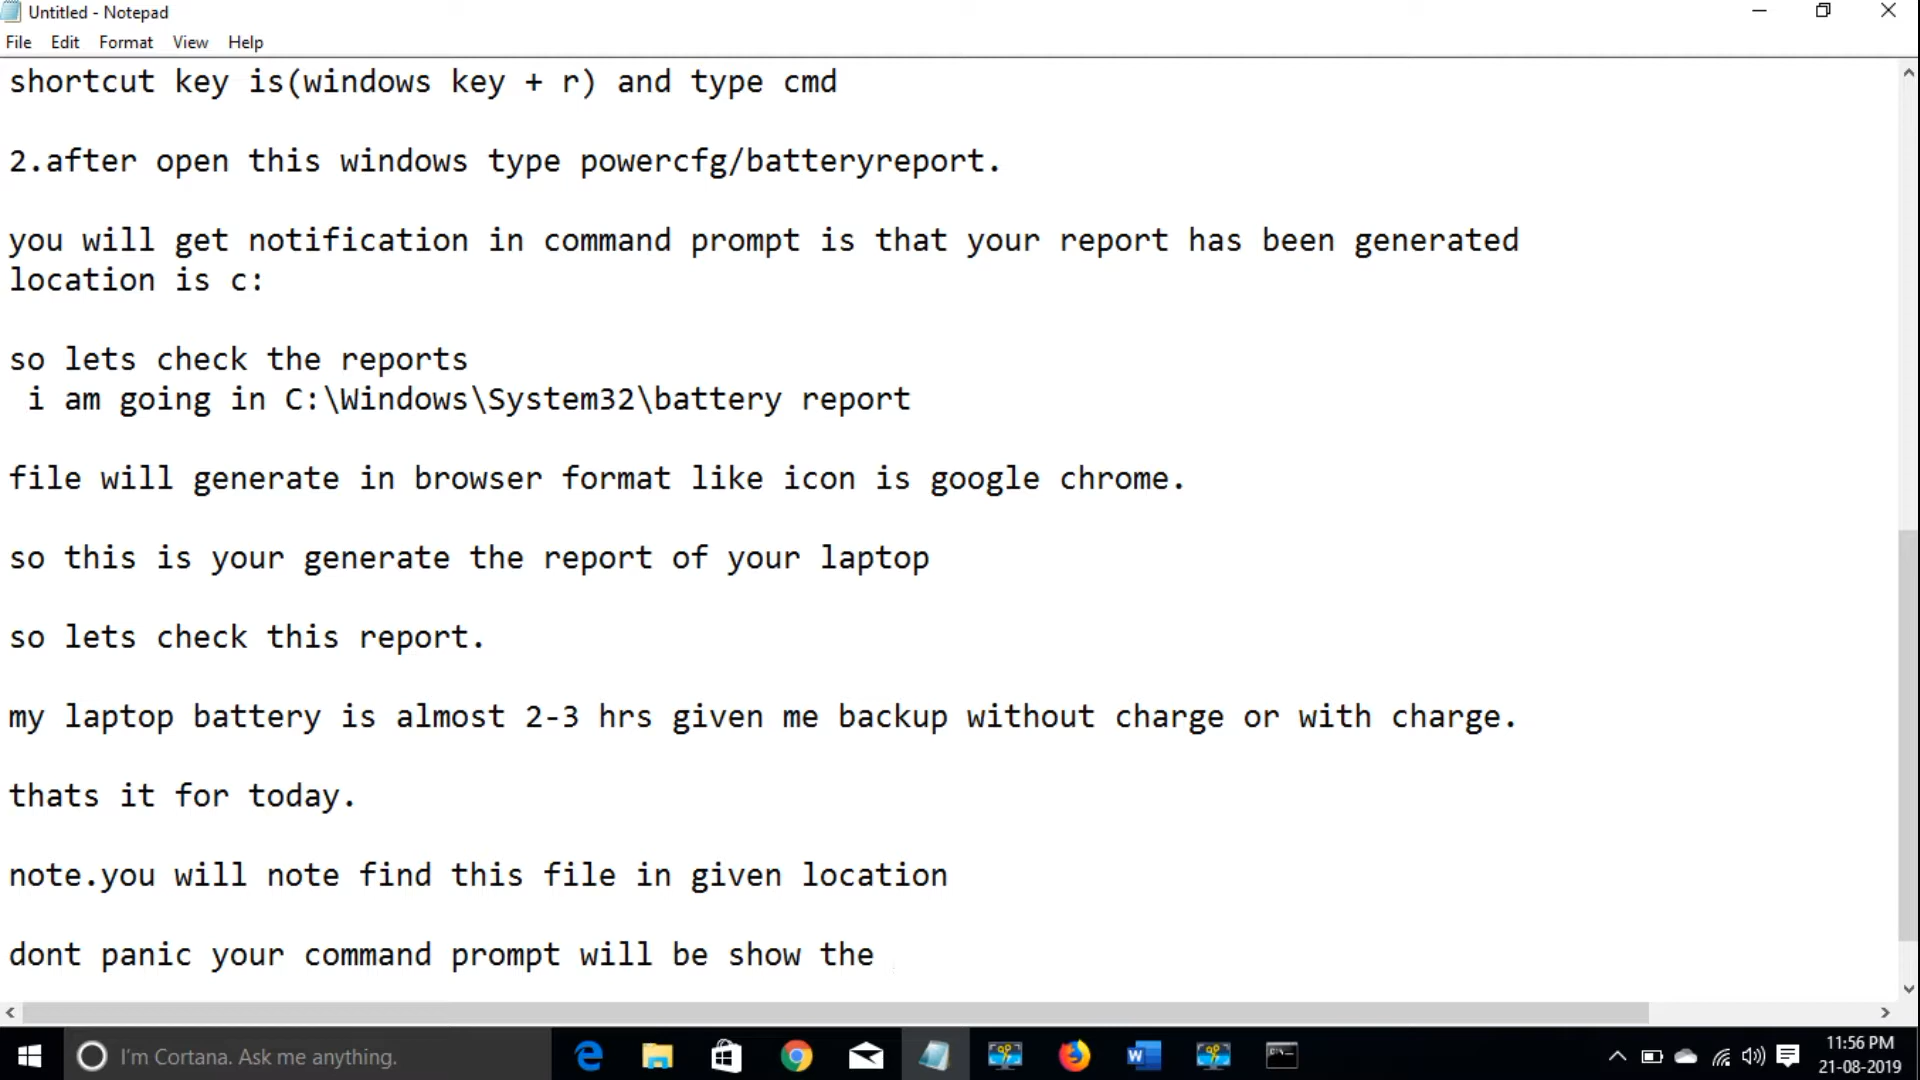 Untitled - Notepad
File Edit Format View Help
shortcut key is(windows key + r) and type cmd
2.after open this windows type powercfg/batteryreport.
you will get notification in command prompt is that your report has been generated
location is c:
so lets check the reports
i am going in C:\Windows\System32\battery report
file will generate in browser format like icon is google chrome.
so this is your generate the report of your laptop
so lets check this report.
my laptop battery is almost 2-3 hrs given me backup without charge or with charge.
thats it for today.
note.you will note find this file in given location
dont panic your command prompt will be show the
I'm Cortana. Ask me anything.
11:56 PM
21-08-2019